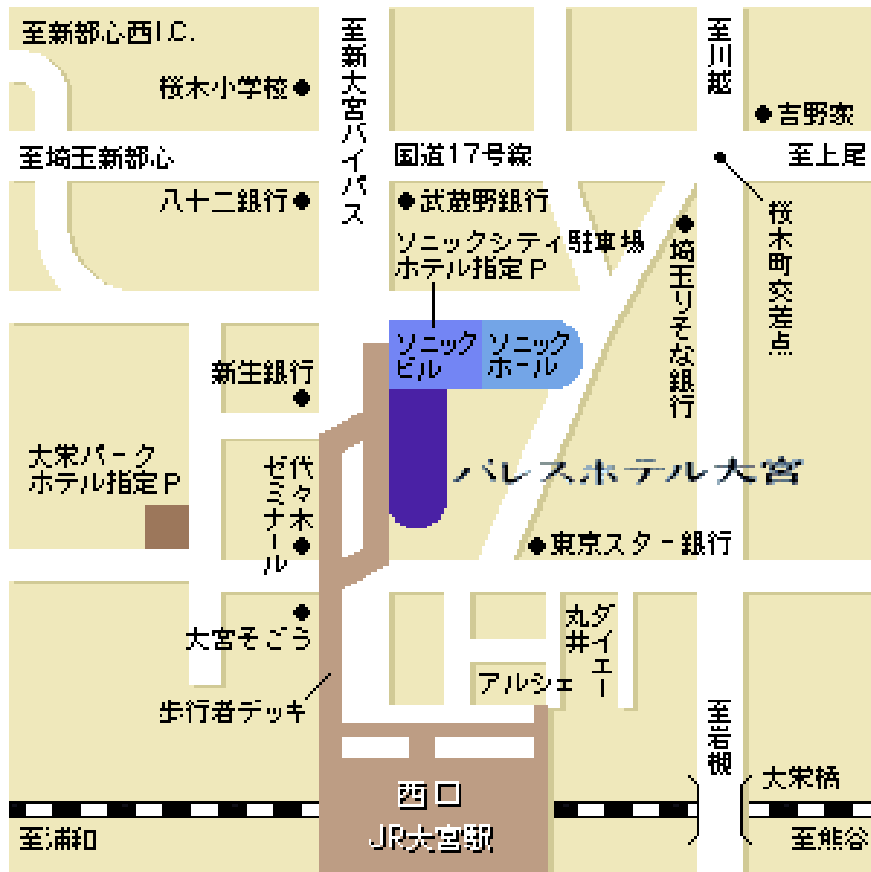 至新都心西I.C.
至新大宮バイパス
至川越
桜木小学校
吉野家
至埼玉新都心
国道17号線
至上尾
八十二銀行
武蔵野銀行
桜木町交差点
ソニックシティ駐車場
ホテル指定P
埼玉りそな銀行
ソニック
ビル
ソニック
ホール
新生銀行
大栄パーク
ホテル指定P
代々木
ゼミナール
パレスホテル大宮
東京スター銀行
大宮そごう
丸井
ダイエー
アルシェ
歩行者デッキ
至岩槻
大栄橋
西口
JR大宮駅
至浦和
至熊谷